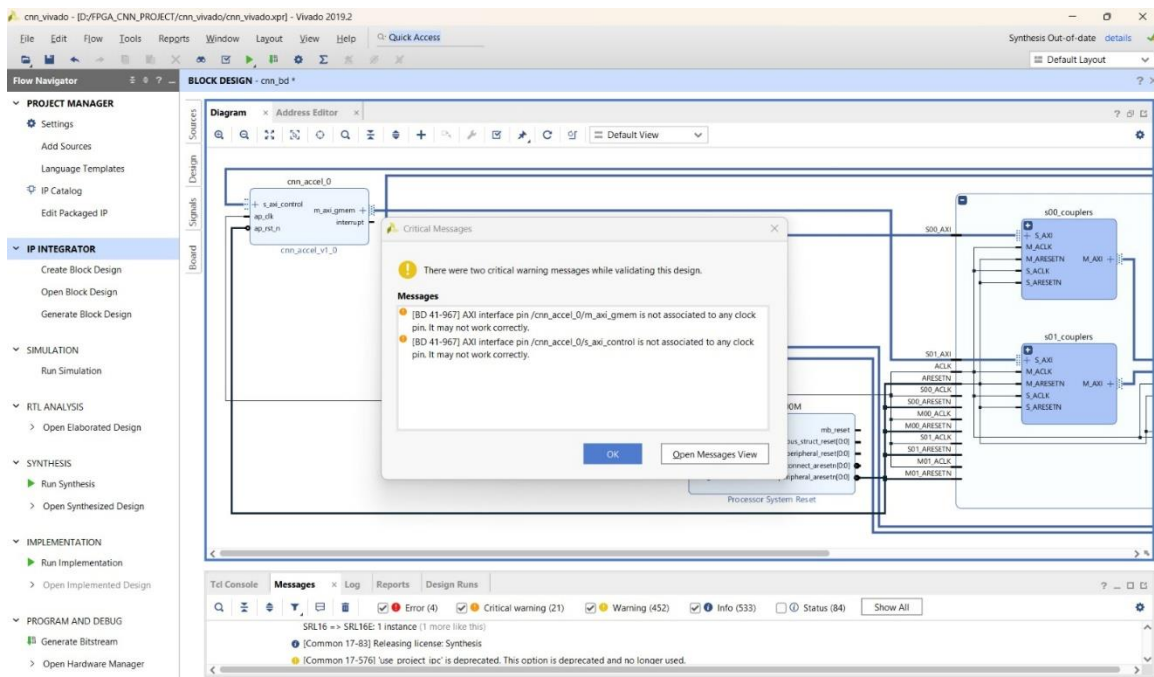 cnn_vivado - [D:/FPGA_CNN_PROJECT/cnn_vivado/cnn_vivado.xpr] - Vivado 2019.2
File Edit Flow Tools Reports Window Layout View Help Quick Access
Synthesis Out-of-date details
Default Layout
Flow Navigator
BLOCK DESIGN - cnn_bd *
PROJECT MANAGER
Settings
Add Sources
Language Templates
IP Catalog
Edit Packaged IP
IP INTEGRATOR
Create Block Design
Open Block Design
Generate Block Design
SIMULATION
Run Simulation
RTL ANALYSIS
Open Elaborated Design
SYNTHESIS
Run Synthesis
Open Synthesized Design
IMPLEMENTATION
Run Implementation
Open Implemented Design
PROGRAM AND DEBUG
Generate Bitstream
Open Hardware Manager
Sources
Design
Signals
Board
Diagram Address Editor
Default View
cnn_accel_0
s_axi_control
ap_clk
ap_rst_n
m_axi_gmem
interrupt
cnn_accel_v1_0
Critical Messages
There were two critical warning messages while validating this design.
Messages
[BD 41-967] AXI interface pin /cnn_accel_0/m_axi_gmem is not associated to any clock
pin. It may not work correctly.
[BD 41-967] AXI interface pin /cnn_accel_0/s_axi_control is not associated to any clock
pin. It may not work correctly.
OK
Open Messages View
mb_reset
Processor System Reset
S00_AXI
S01_AXI
ACLK
ARESETN
S00_ACLK
S00_ARESETN
M00_ACLK
M00_ARESETN
S01_ACLK
S01_ARESETN
M01_ACLK
M01_ARESETN
s00_couplers
S_AXI
M_ACLK
M_ARESETN M_AXI
S_ACLK
S_ARESETN
s01_couplers
S_AXI
M_ACLK
M_ARESETN M_AXI
S_ACLK
S_ARESETN
Tcl Console Messages Log Reports Design Runs
Error (4) Critical warning (21) Warning (452) Info (533) Status (84) Show All
SRL16 => SRL16E: 1 instance (1 more like this)
[Common 17-83] Releasing license: Synthesis
[Common 17-576] 'use_project_ipc' is deprecated. This option is deprecated and no longer used.